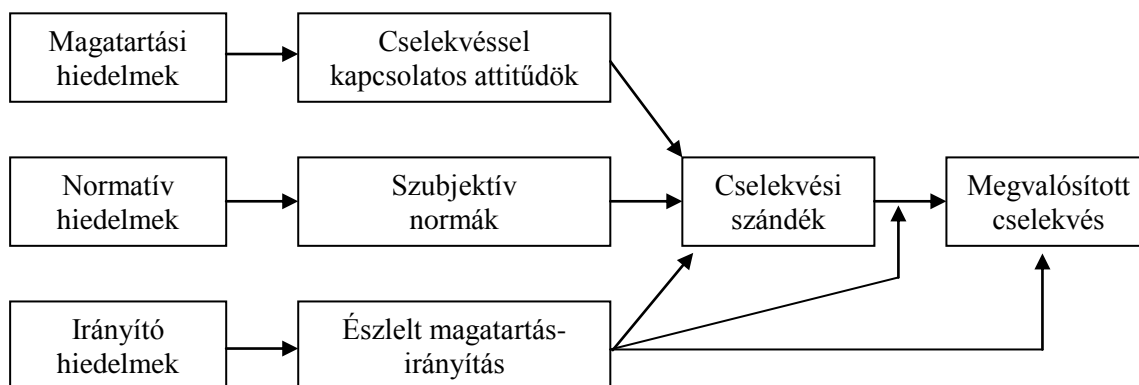 Magatartási
hiedelmek
Cselekvéssel
kapcsolatos attitűdök
Normatív
hiedelmek
Szubjektív
normák
Cselekvési
szándék
Megvalósított
cselekvés
Irányító
hiedelmek
Észlelt magatartás-
irányítás